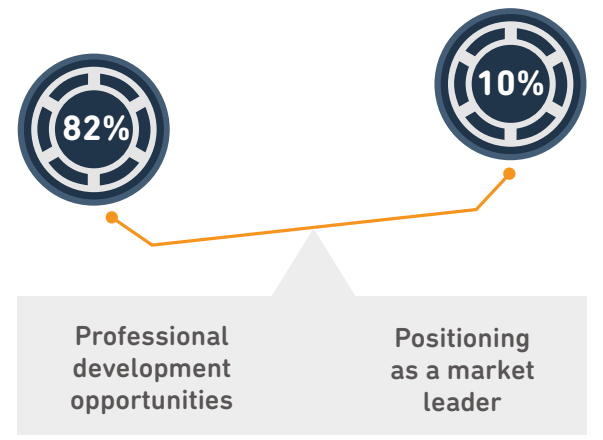 82%
10%
Professional
development
opportunities
Positioning
as a market
leader